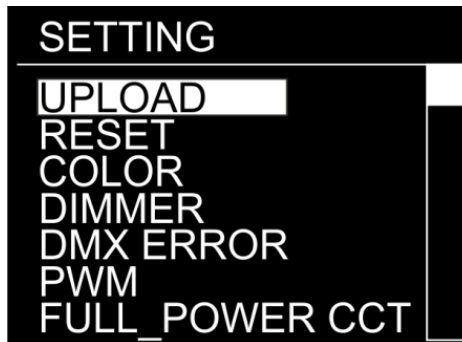 SETTING
UPLOAD
RESET
COLOR
DIMMER
DMX ERROR
PWM
FULL_POWER CCT